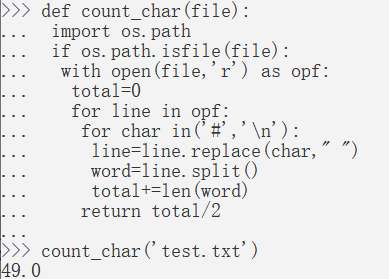 >>> def count_char(file):
...  import os.path
...  if os.path.isfile(file):
...   with open(file,'r') as opf:
...    total=0
...    for line in opf:
...     for char in('#','\n'):
...      line=line.replace(char," ")
...      word=line.split()
...      total+=len(word)
...     return total/2
...
>>> count_char('test.txt')
49.0